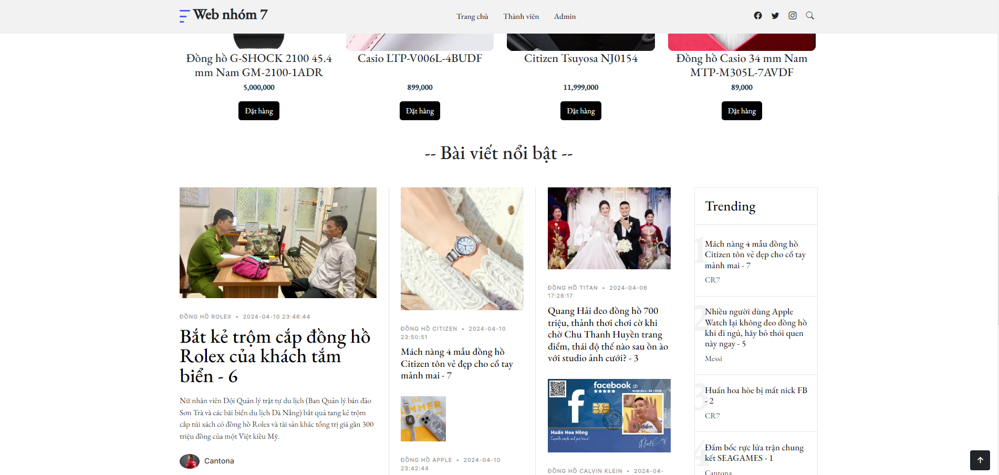 Web nhóm 7
Trang chủ
Thành viên
Admin
Đồng hồ G-SHOCK 2100 45.4
mm Nam GM-2100-1ADR
5,000,000
Đặt hàng
Casio LTP-V006L-4BUDF
899,000
Đặt hàng
Citizen Tsuyosa NJ0154
11,999,000
Đặt hàng
Đồng hồ Casio 34 mm Nam
MTP-M305L-7AVDF
89,000
Đặt hàng
-- Bài viết nổi bật --
ĐỒNG HỒ ROLEX • 2024-04-10 23:46:44
Bắt kẻ trộm cắp đồng hồ
Rolex của khách tắm
biển - 6
Nữ nhân viên Đội Quản lý trật tự du lịch (Ban Quản lý bán đảo
Sơn Trà và các bãi biển du lịch Đà Nẵng) bắt quả tang kẻ trộm
cắp túi xách có đồng hồ Rolex và tài sản khác tổng trị giá gần 300
triệu đồng của một Việt kiều Mỹ.
Cantona
ĐỒNG HỒ CITIZEN • 2024-04-10
23:50:51
Mách nàng 4 mẫu đồng hồ
Citizen tôn vẻ đẹp cho cổ tay
mảnh mai - 7
the
UMMER
ĐỒNG HỒ APPLE • 2024-04-10
23:42:44
ĐỒNG HỒ TITAN • 2024-04-06
17:28:17
Quang Hải đeo đồng hồ 700
triệu, thảnh thơi chơi cờ khi
chờ Chu Thanh Huyền trang
điểm, thái độ thế nào sau ồn ào
với studio ảnh cưới? - 3
facebook ID
Valid thru: 04 / 2025
9,5 điểm
Huấn Hoa Hồng
ĐỒNG HỒ CALVIN KLEIN • 2024-04-
Trending
1
Mách nàng 4 mẫu đồng hồ
Citizen tôn vẻ đẹp cho cổ tay
mảnh mai - 7
CR7
2
Nhiều người dùng Apple
Watch lại không đeo đồng hồ
khi đi ngủ, hãy bỏ thói quen
này ngay - 5
Messi
3
Huấn hoa hòe bị mất nick FB
- 2
CR7
4
Đấm bốc rực lửa trận chung
kết SEAGAMES - 1
Cantona